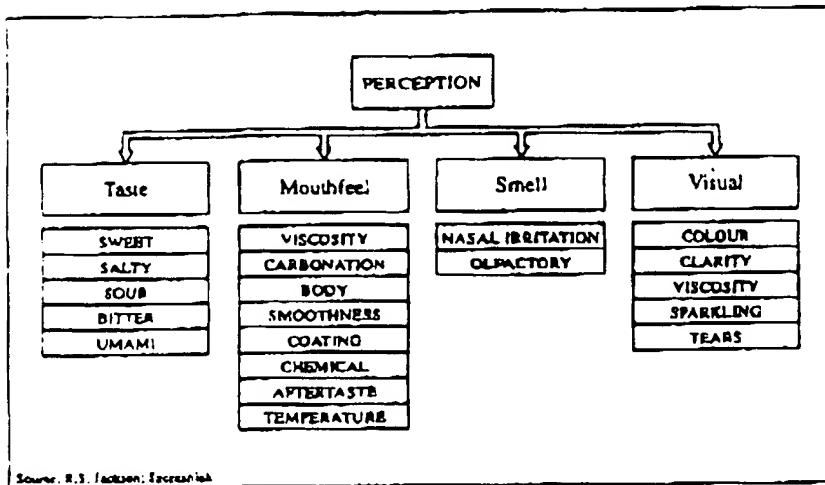 PERCEPTION
Taste
SWEET
SALTY
SOUR
BITTER
UMAMI
Mouthfeel
VISCOSITY
CARBONATION
BODY
SMOOTHNESS
COATING
CHEMICAL
AFTERTASTE
TEMPERATURE
Smell
NASAL IRRITATION
OLFACTORY
Visual
COLOUR
CLARITY
VISCOSITY
SPARKLING
TEARS
Source: R.S. Jackson;